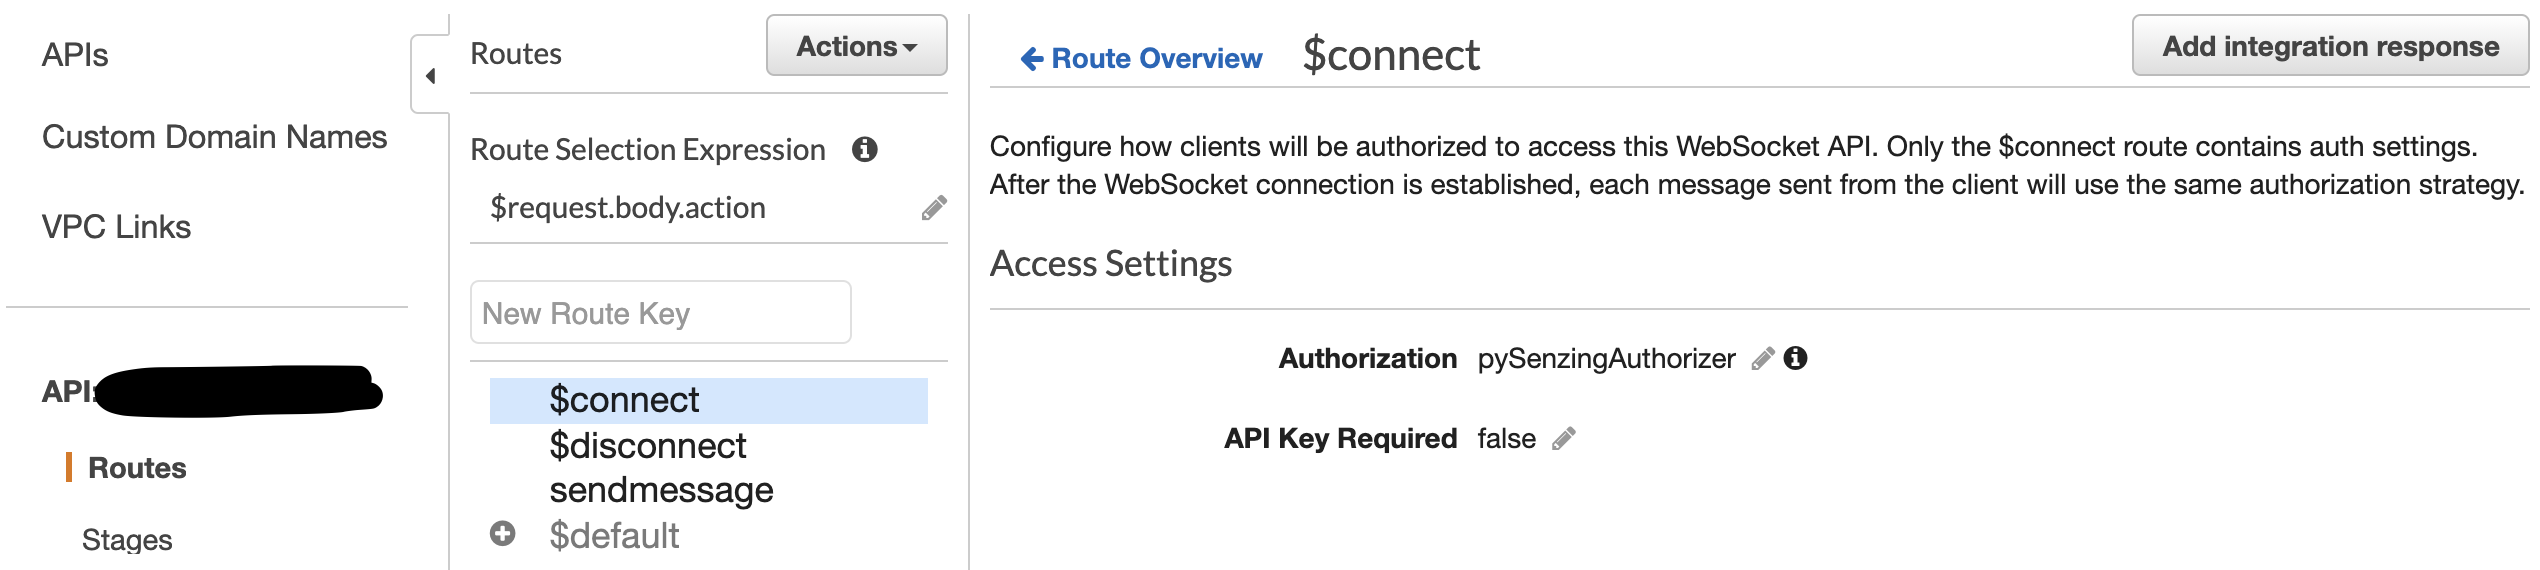 APIs
Custom Domain Names
VPC Links
API:
Routes
Stages
Routes
Actions
Route Selection Expression
$request.body.action
New Route Key
$connect
$disconnect
sendmessage
$default
Route Overview
$connect
Add integration response
Configure how clients will be authorized to access this WebSocket API. Only the $connect route contains auth settings.
After the WebSocket connection is established, each message sent from the client will use the same authorization strategy.
Access Settings
Authorization pySenzingAuthorizer
API Key Required false